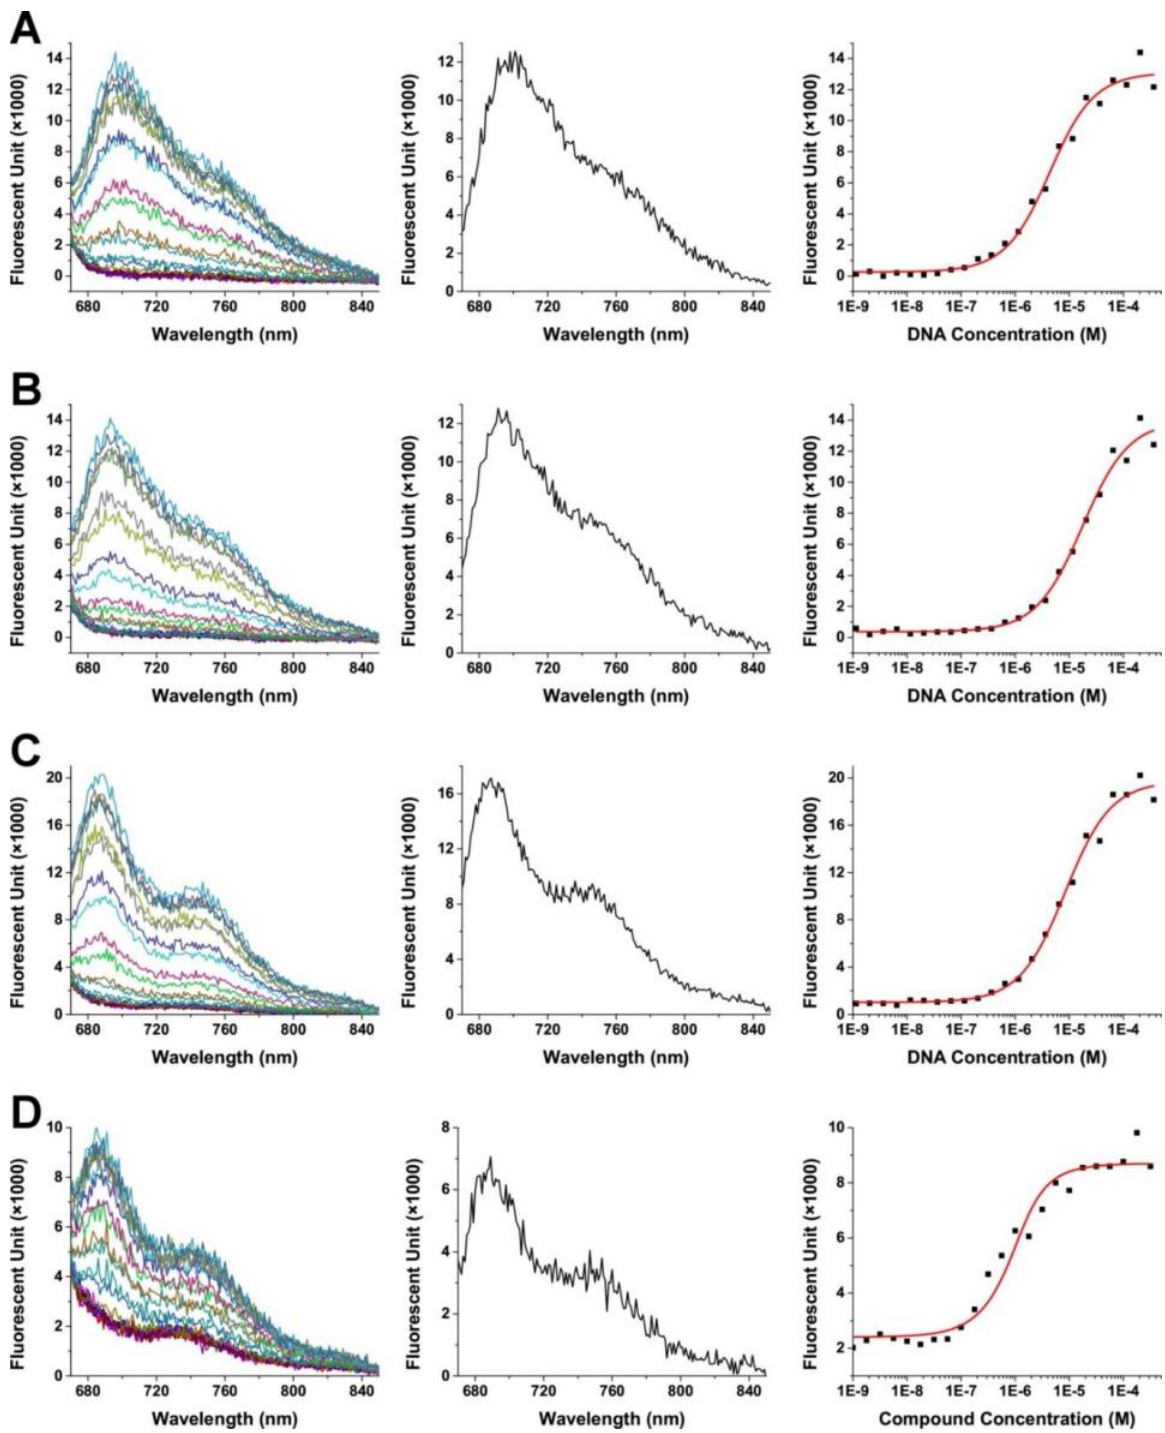 A
Fluorescent Unit (×1000)
14
12
10
8
6
4
2
0
680 720 760 800 840
Wavelength (nm)
Fluorescent Unit (×1000)
12
10
8
6
4
2
0
680 720 760 800 840
Wavelength (nm)
Fluorescent Unit (×1000)
14
12
10
8
6
4
2
0
1E-9 1E-8 1E-7 1E-6 1E-5 1E-4
DNA Concentration (M)
B
Fluorescent Unit (×1000)
14
12
10
8
6
4
2
0
680 720 760 800 840
Wavelength (nm)
Fluorescent Unit (×1000)
12
10
8
6
4
2
0
680 720 760 800 840
Wavelength (nm)
Fluorescent Unit (×1000)
14
12
10
8
6
4
2
0
1E-9 1E-8 1E-7 1E-6 1E-5 1E-4
DNA Concentration (M)
C
Fluorescent Unit (×1000)
20
16
12
8
4
0
680 720 760 800 840
Wavelength (nm)
Fluorescent Unit (×1000)
16
12
8
4
0
680 720 760 800 840
Wavelength (nm)
Fluorescent Unit (×1000)
20
16
12
8
4
0
1E-9 1E-8 1E-7 1E-6 1E-5 1E-4
DNA Concentration (M)
D
Fluorescent Unit (×1000)
10
8
6
4
2
0
680 720 760 800 840
Wavelength (nm)
Fluorescent Unit (×1000)
8
6
4
2
0
680 720 760 800 840
Wavelength (nm)
Fluorescent Unit (×1000)
10
8
6
4
2
1E-9 1E-8 1E-7 1E-6 1E-5 1E-4
Compound Concentration (M)